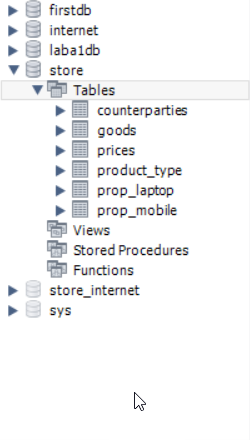 firstdb
internet
laba1db
store
Tables
counterparties
goods
prices
product_type
prop_laptop
prop_mobile
Views
Stored Procedures
Functions
store_internet
sys